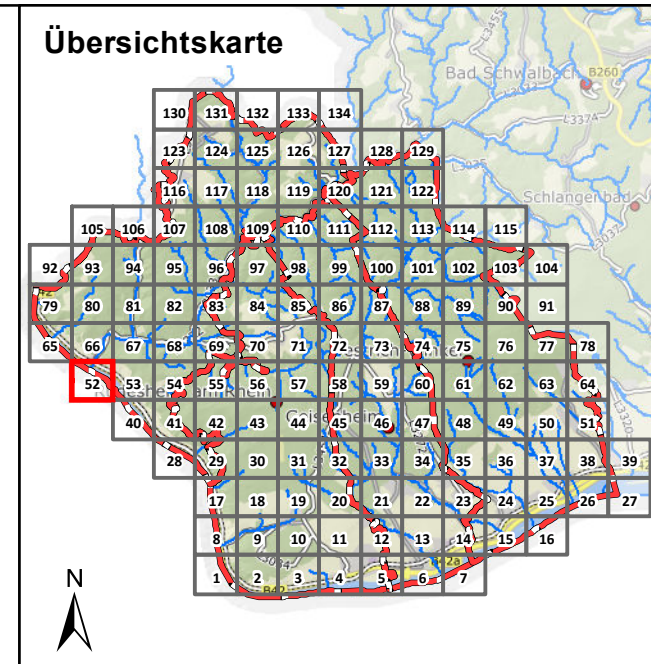 Übersichtskarte
L3455
Bad Schwalbach
B260
L3374
130 131 132 133 134
123 124 125 126 127 128 129
L3035
116 117 118 119 120 121 122
Schlangenbad
105 106 107 108 109 110 111 112 113 114 115
L3037
92 93 94 95 96 97 98 99 100 101 102 103 104
79 80 81 82 83 84 85 86 87 88 89 90 91
65 66 67 68 69 70 71 72 73 74 75 76 77 78
52 53 54 55 56 57 58 59 60 61 62 63 64
Geisenheim
40 41 42 43 44 45 46 47 48 49 50 51
L3320
28 29 30 31 32 33 34 35 36 37 38 39
17 18 19 20 21 22 23 24 25 26 27
8 9 10 11 12 13 14 15 16
L3034
B42a
1 2 3 4 5 6 7
B42
N